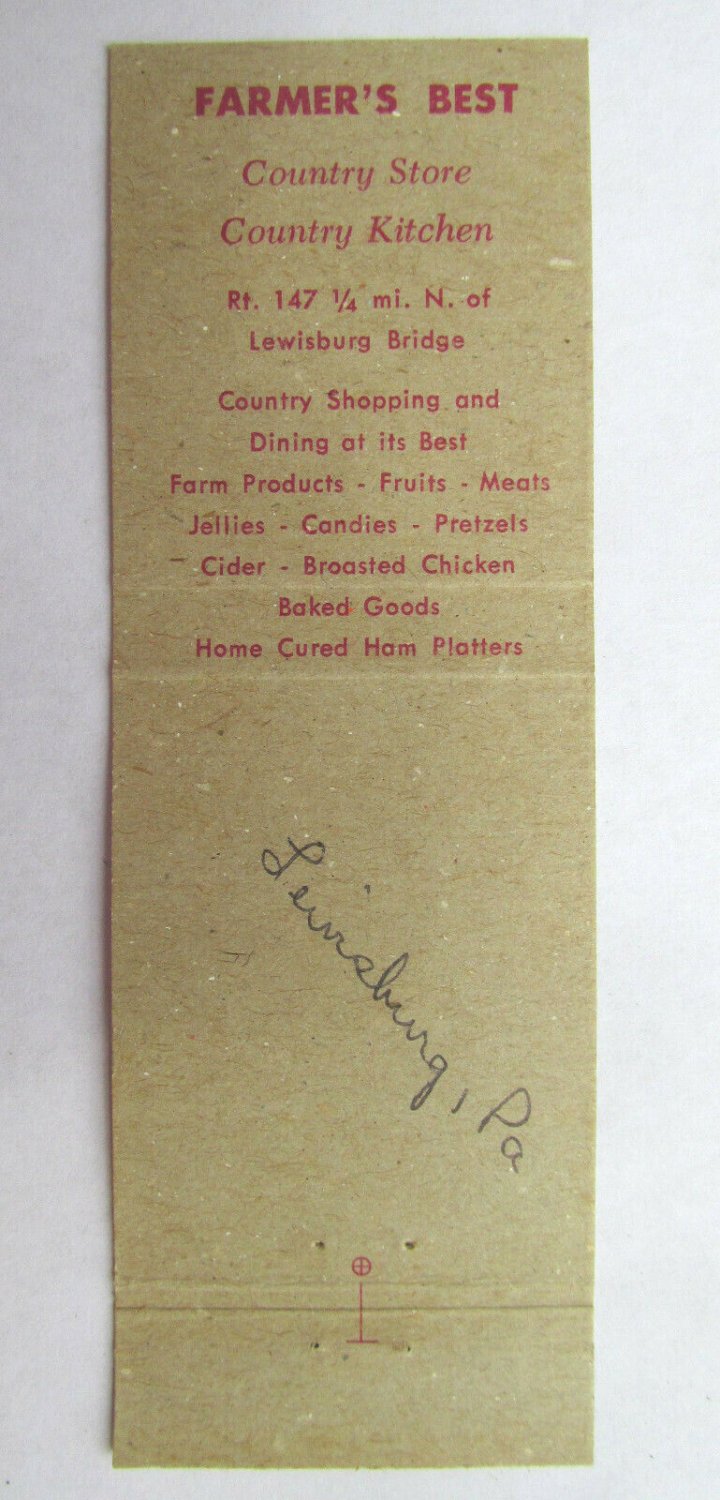 FARMER'S BEST
Country Store
Country Kitchen
Rt. 147 ¼ mi. N. of
Lewisburg Bridge
Country Shopping and
Dining at its Best
Farm Products - Fruits - Meats
Jellies - Candies - Pretzels
Cider - Broasted Chicken
Baked Goods
Home Cured Ham Platters
Lewisburg, Pa